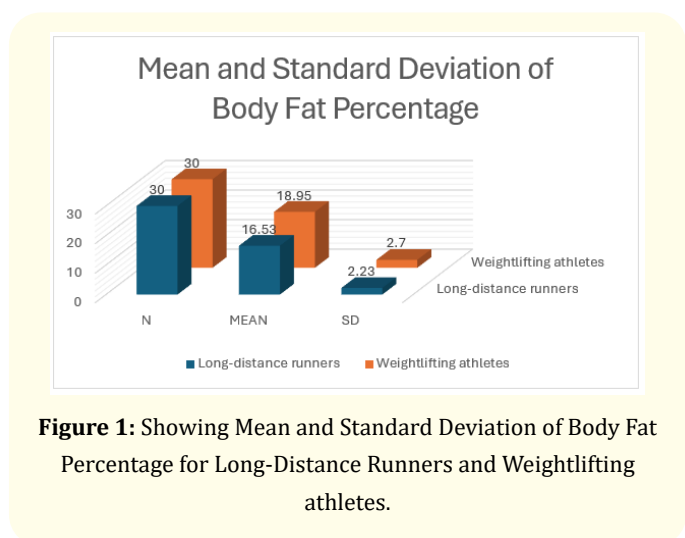 Mean and Standard Deviation of
Body Fat Percentage
30
30
18.95
16.53
2.7
2.23
30
20
10
0
Weightlifting athletes
Long-distance runners
N MEAN SD
Long-distance runners Weightlifting athletes
Figure 1: Showing Mean and Standard Deviation of Body Fat
Percentage for Long-Distance Runners and Weightlifting
athletes.